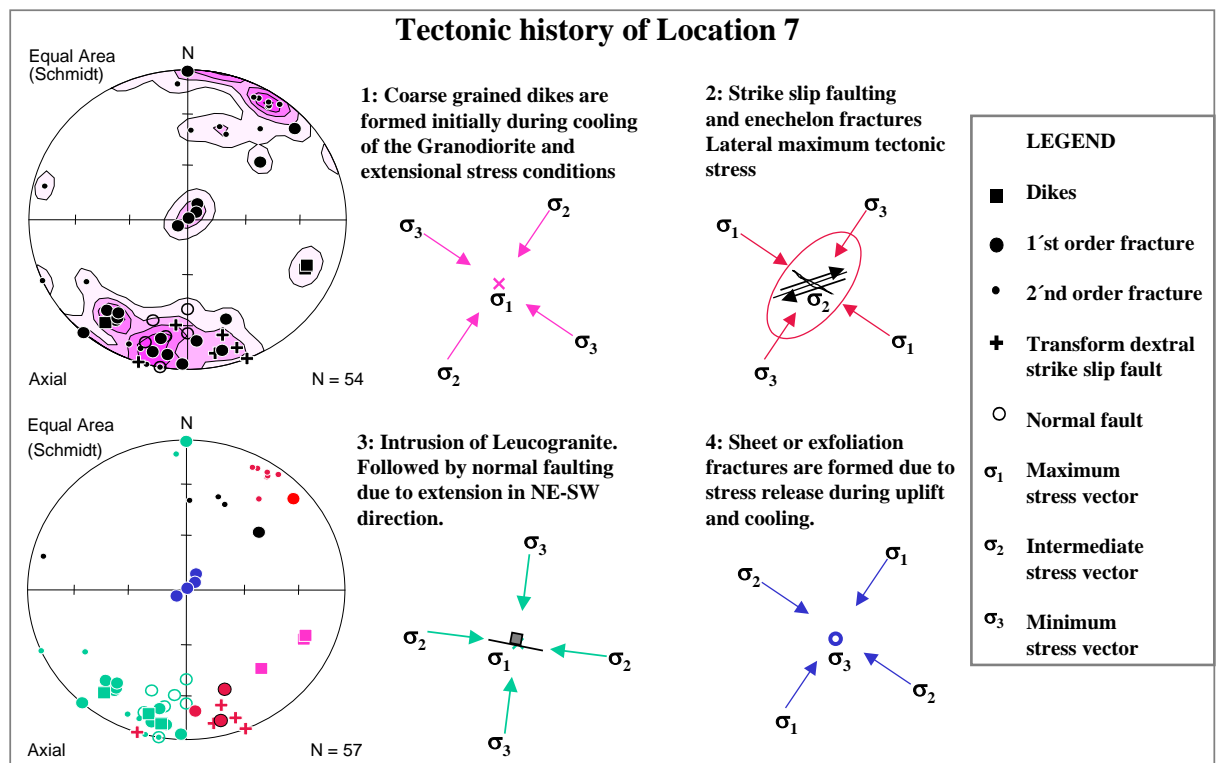 Tectonic history of Location 7
Equal Area
(Schmidt)
N
Axial
N = 54
1: Coarse grained dikes are
formed initially during cooling
of the Granodiorite and
extensional stress conditions
σ2
σ3
σ1
σ3
σ2
2: Strike slip faulting
and enechelon fractures
Lateral maximum tectonic
stress
σ3
σ1
σ2
σ1
σ3
Equal Area
(Schmidt)
N
Axial
N = 57
3: Intrusion of Leucogranite.
Followed by normal faulting
due to extension in NE-SW
direction.
σ3
σ2
σ1
σ2
σ3
4: Sheet or exfoliation
fractures are formed due to
stress release during uplift
and cooling.
σ1
σ2
σ3
σ2
σ1
LEGEND
Dikes
1´st order fracture
2´nd order fracture
Transform dextral
strike slip fault
Normal fault
σ1 Maximum
stress vector
σ2 Intermediate
stress vector
σ3 Minimum
stress vector